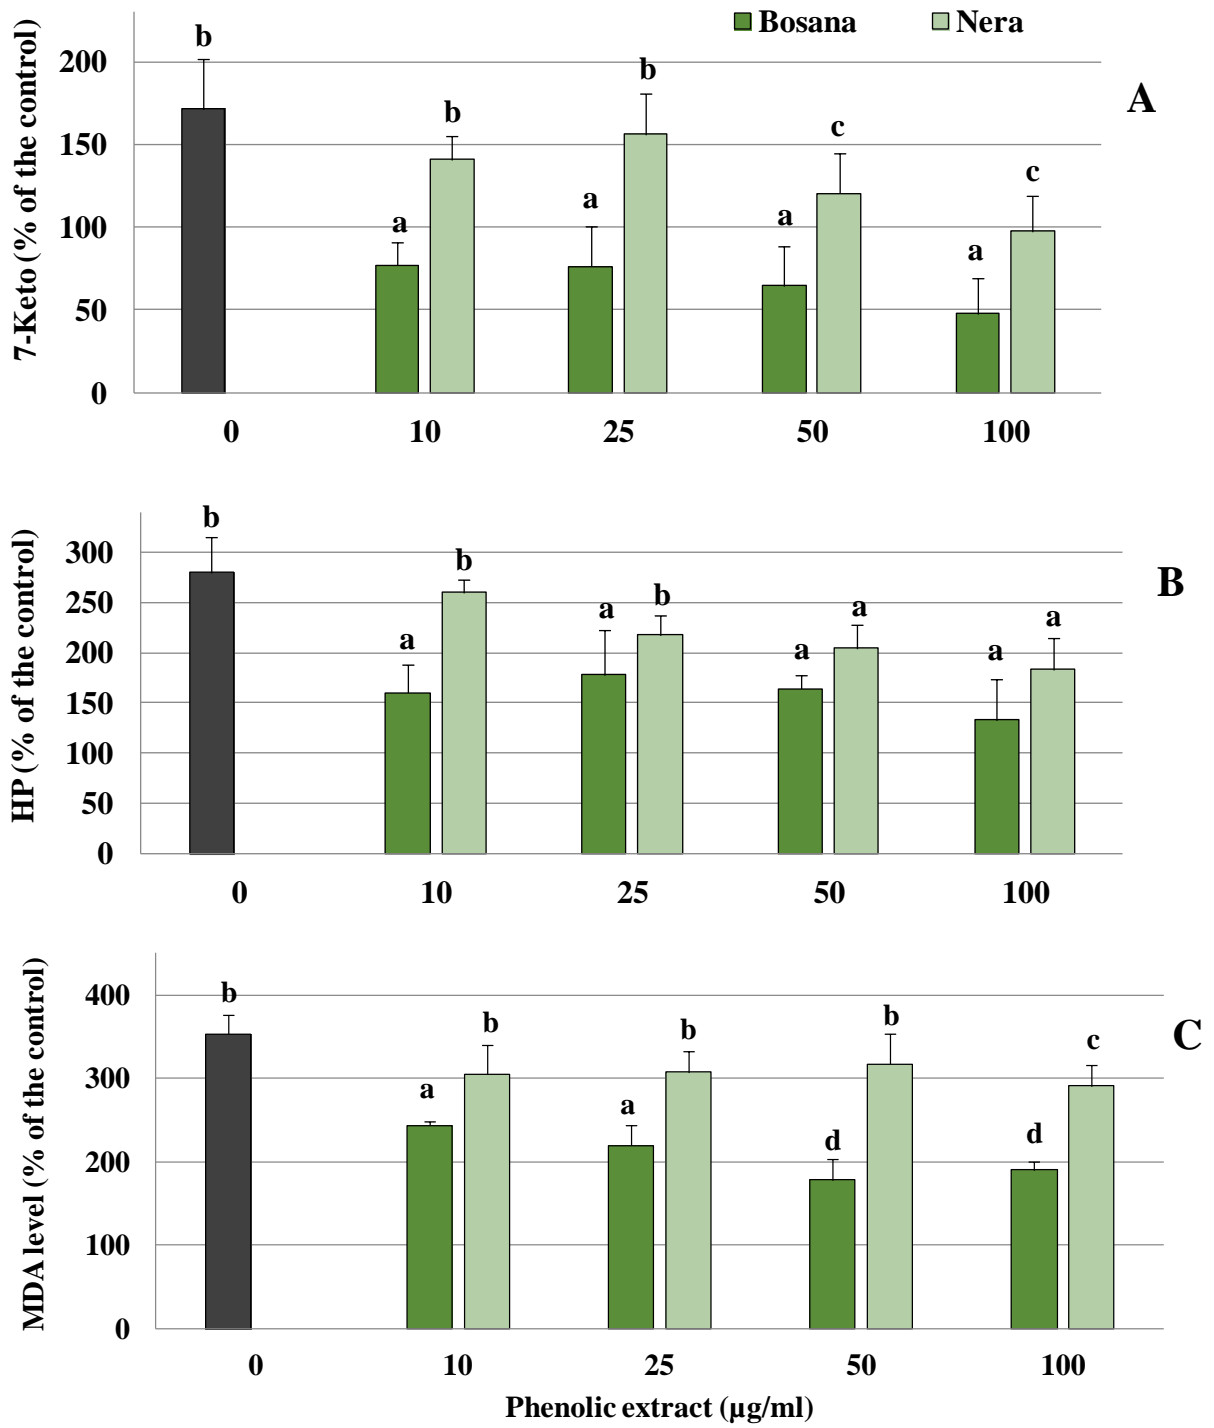 Bosana Nera
A
7-Keto (% of the control)
200
150
100
50
0
b
a b
a b
a c
a c
0 10 25 50 100
B
HP (% of the control)
300
250
200
150
100
50
0
b
a b
a b
a a
a a
0 10 25 50 100
C
MDA level (% of the control)
400
300
200
100
0
b
a b
a b
d b
d c
0 10 25 50 100
Phenolic extract (µg/ml)